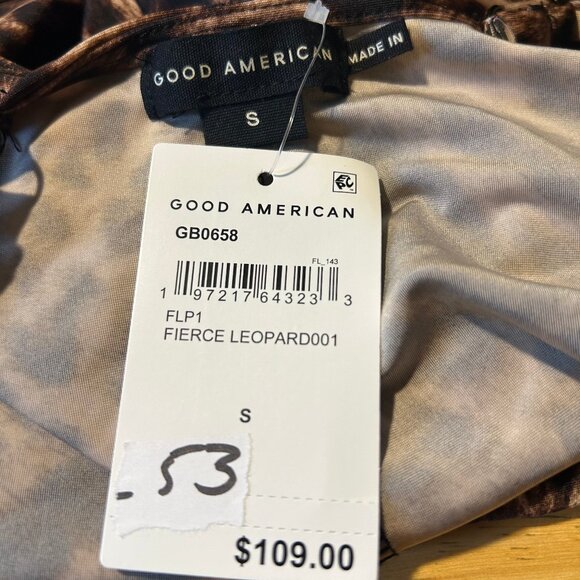 GOOD AMERICAN
MADE IN
S
GOOD AMERICAN
GB0658
FL_143
1 97217 64323 3
FLP1
FIERCE LEOPARD001
S
53
$109.00